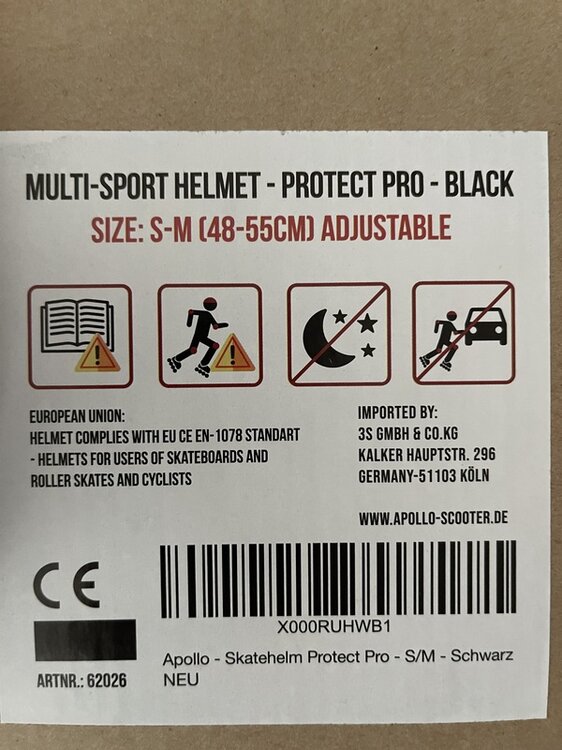 MULTI-SPORT HELMET - PROTECT PRO - BLACK
SIZE: S-M (48-55CM) ADJUSTABLE
EUROPEAN UNION:
HELMET COMPLIES WITH EU CE EN-1078 STANDART
- HELMETS FOR USERS OF SKATEBOARDS AND
ROLLER SKATES AND CYCLISTS
IMPORTED BY:
3S GMBH & CO.KG
KALKER HAUPTSTR. 296
GERMANY-51103 KÖLN
WWW.APOLLO-SCOOTER.DE
CE
ARTNR.: 62026
X000RUHWB1
Apollo - Skatehelm Protect Pro - S/M - Schwarz
NEU